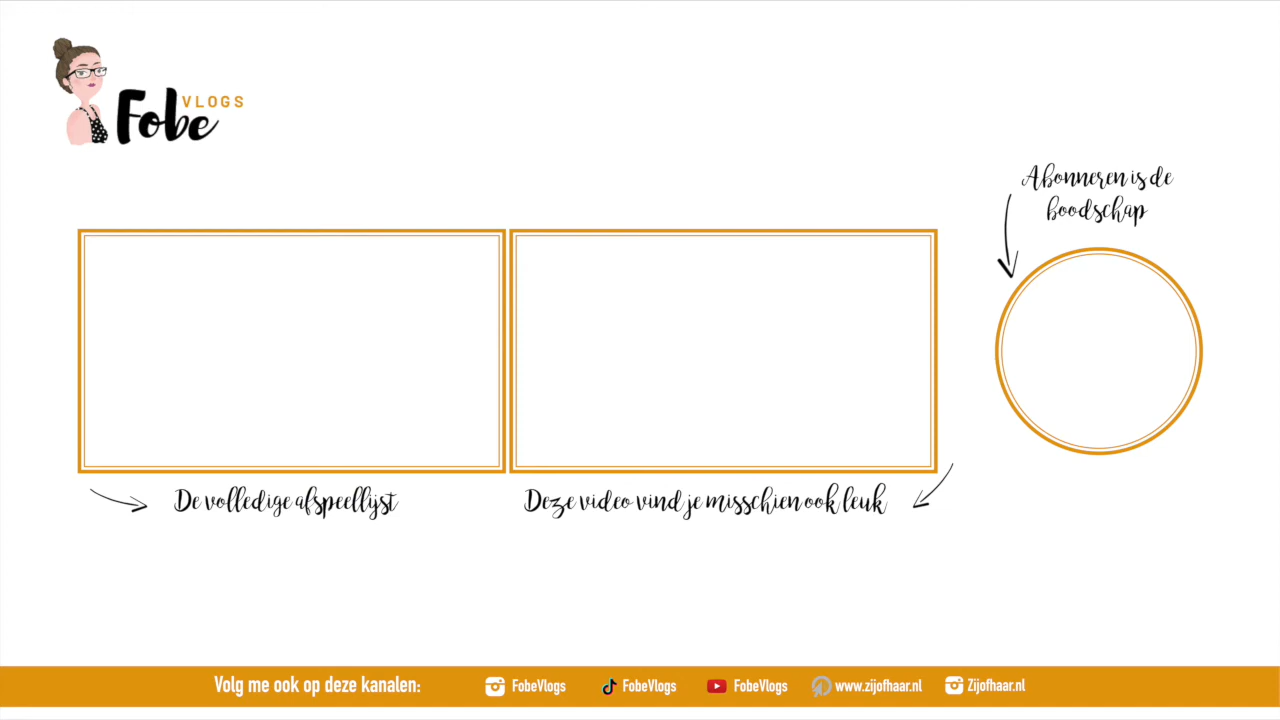 VLOGS
Fobe
Abonneren is de
boodschap
De volledige afspeellijst
Deze video vind je misschien ook leuk
Volg me ook op deze kanalen:
FobeVlogs
FobeVlogs
FobeVlogs
www.zijofhaar.nl
Zijofhaar.nl